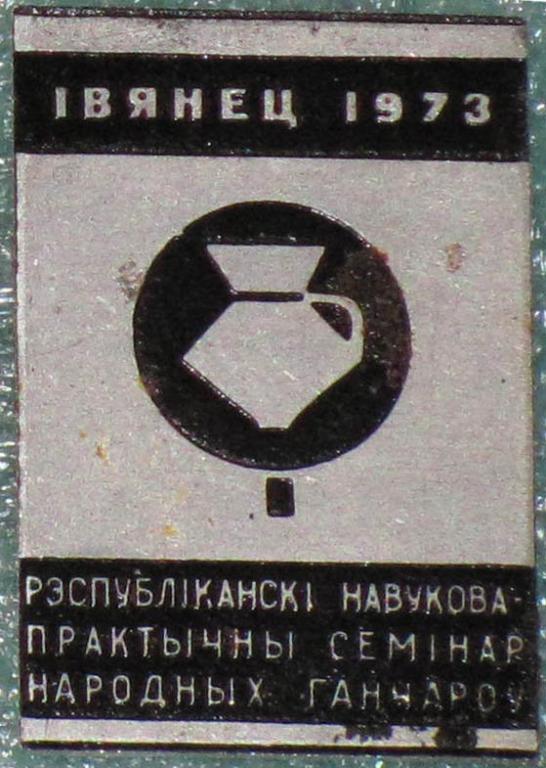 ІВЯНЕЦ 1973
РЭСПУБЛІКАНСКІ НАВУКОВА-
ПРАКТЫЧНЫ СЕМІНАР
НАРОДНЫХ ГАНЧАРОЎ